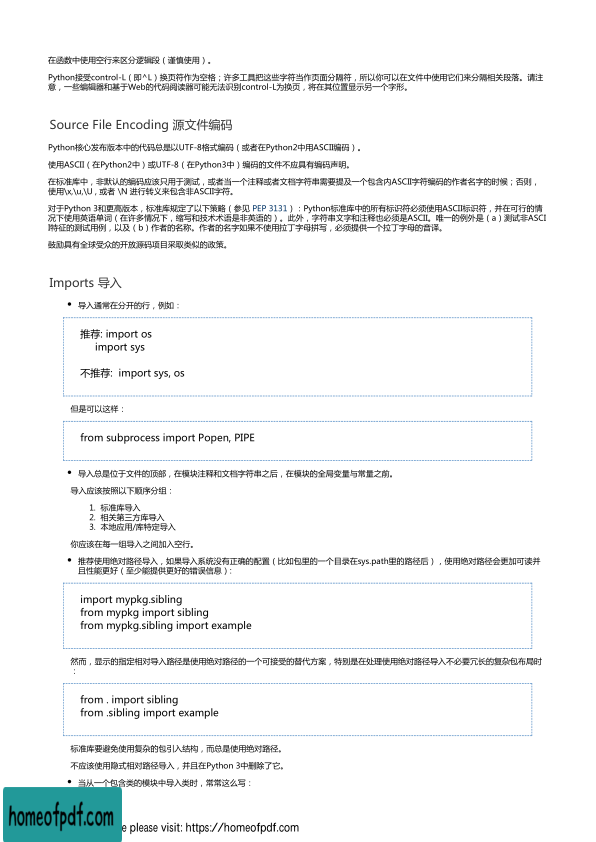 在函数中使用空行来区分逻辑段（谨慎使用）。
Python接受control-L（即^L）换页符作为空格；许多工具把这些字符当作页面分隔符，所以你可以在文件中使用它们来分隔相关段落。请注
意，一些编辑器和基于Web的代码阅读器可能无法识别control-L为换页，将在其位置显示另一个字形。
Source File Encoding 源文件编码
Python核心发布版本中的代码总是以UTF-8格式编码（或者在Python2中用ASCII编码）。
使用ASCII（在Python2中）或UTF-8（在Python3中）编码的文件不应具有编码声明。
在标准库中，非默认的编码应该只用于测试，或者当一个注释或者文档字符串需要提及一个包含内ASCII字符编码的作者名字的时候；否则，
使用\x,\u,\U , 或者 \N 进行转义来包含非ASCII字符。
对于Python 3和更高版本，标准库规定了以下策略（参见 PEP 3131）：Python标准库中的所有标识符必须使用ASCII标识符，并在可行的情
况下使用英语单词（在许多情况下，缩写和技术术语是非英语的）。此外，字符串文字和注释也必须是ASCII。唯一的例外是（a）测试非ASCI
I特征的测试用例，以及（b）作者的名称。作者的名字如果不使用拉丁字母拼写，必须提供一个拉丁字母的音译。
鼓励具有全球受众的开放源码项目采取类似的政策。
Imports 导入
• 导入通常在分开的行，例如：
推荐: import os
import sys
不推荐: import sys, os
但是可以这样：
from subprocess import Popen, PIPE
• 导入总是位于文件的顶部，在模块注释和文档字符串之后，在模块的全局变量与常量之前。
导入应该按照以下顺序分组：
1. 标准库导入
2. 相关第三方库导入
3. 本地应用/库特定导入
你应该在每一组导入之间加入空行。
• 推荐使用绝对路径导入，如果导入系统没有正确的配置（比如包里的一个目录在sys.path里的路径后），使用绝对路径会更加可读并
且性能更好（至少能提供更好的错误信息）:
import mypkg.sibling
from mypkg import sibling
from mypkg.sibling import example
然而，显示的指定相对导入路径是使用绝对路径的一个可接受的替代方案，特别是在处理使用绝对路径导入不必要冗长的复杂包布局时
：
from . import sibling
from .sibling import example
标准库要避免使用复杂的包引入结构，而总是使用绝对路径。
不应该使用隐式相对路径导入，并且在Python 3中删除了它。
• 当从一个包含类的模块中导入类时，常常这么写：
homeofpdf.com
e please visit: https://homeofpdf.com